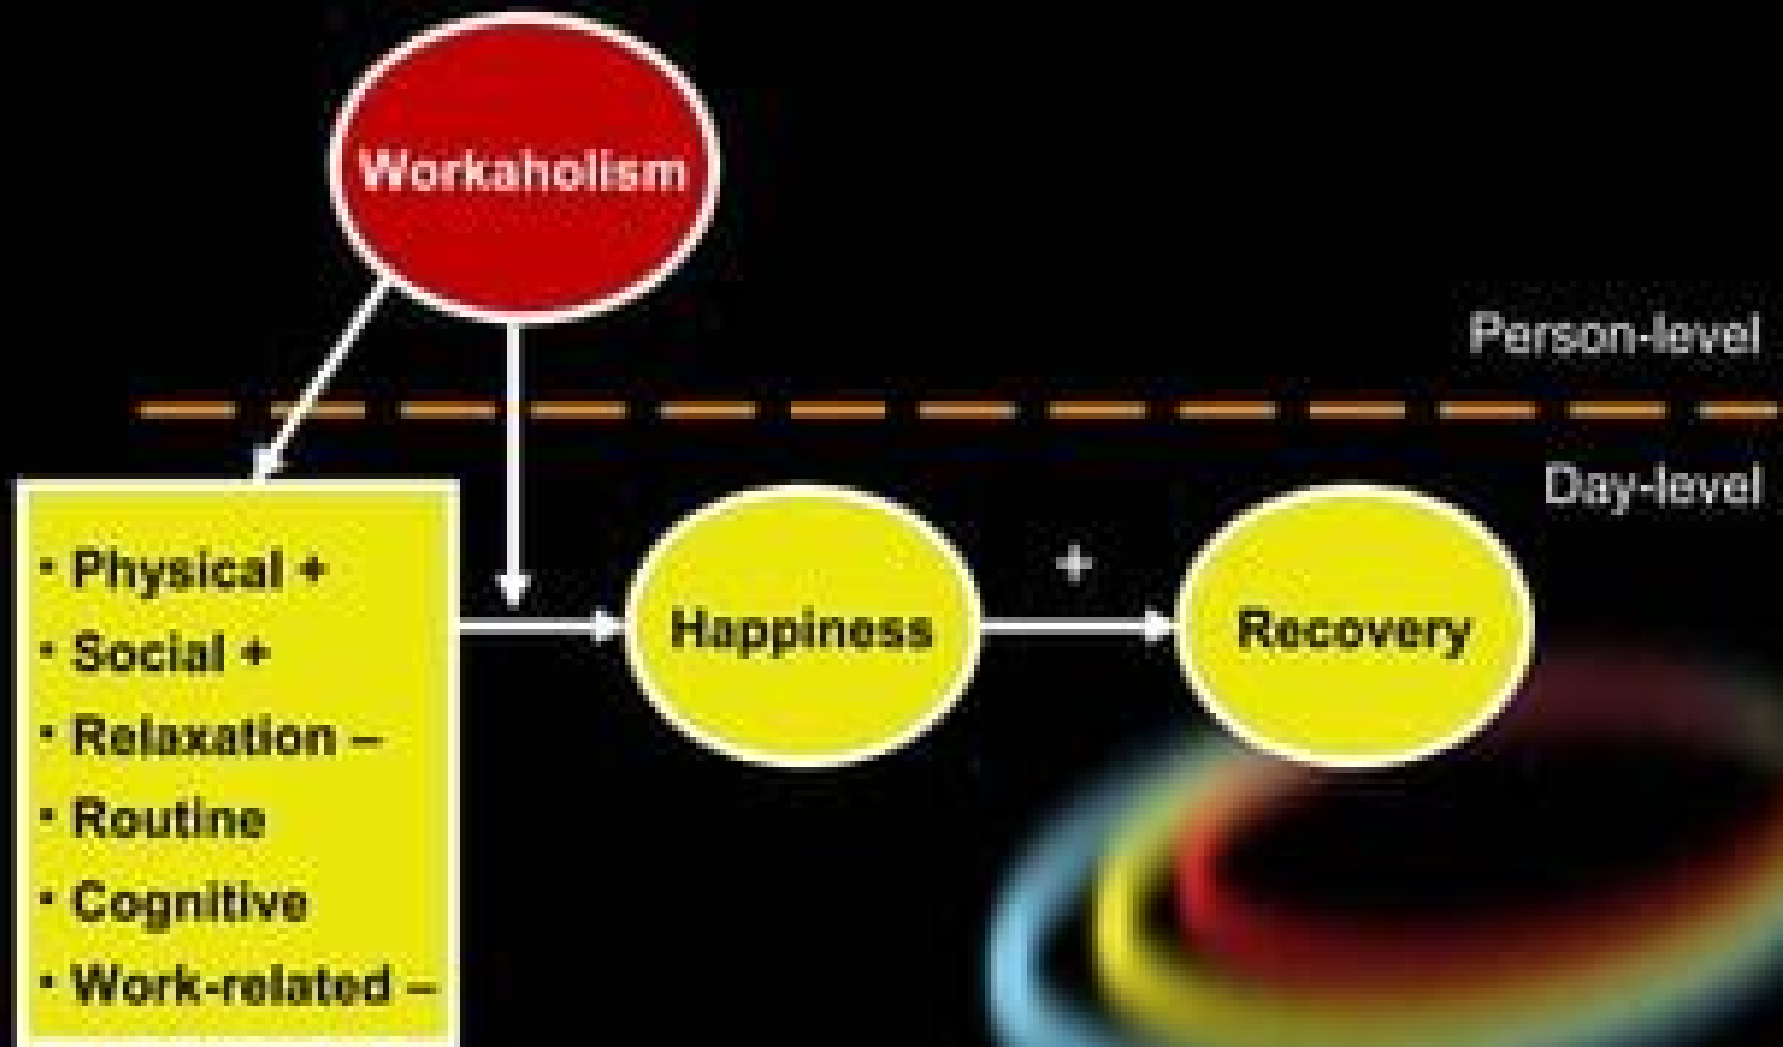 Workaholism
Person-level
Day-level
• Physical +
• Social +
• Relaxation –
• Routine
• Cognitive
• Work-related –
Happiness
+
Recovery